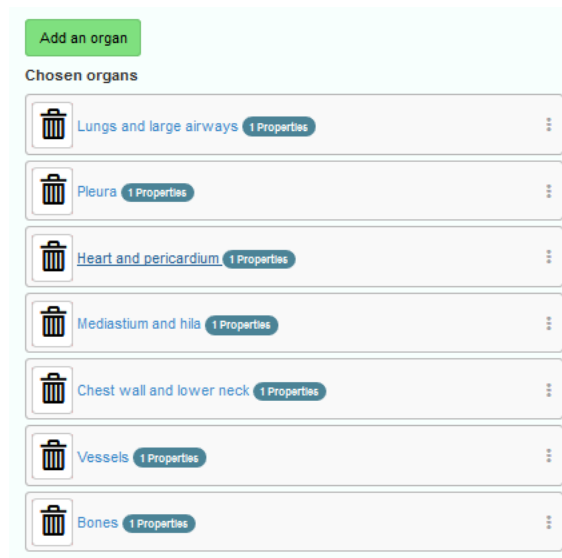 Add an organ
Chosen organs
Lungs and large airways 1 Properties
Pleura 1 Properties
Heart and pericardium 1 Properties
Mediastium and hila 1 Properties
Chest wall and lower neck 1 Properties
Vessels 1 Properties
Bones 1 Properties